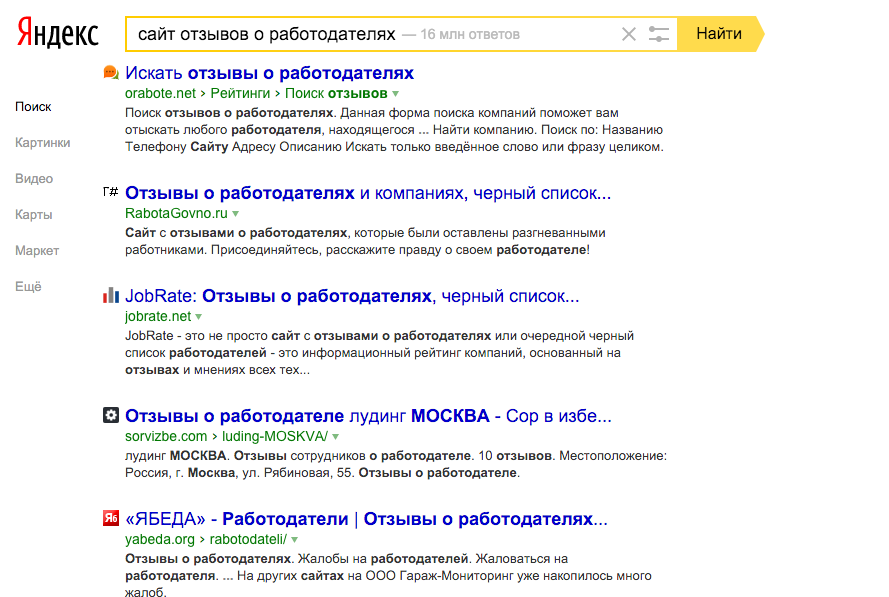 Яндекс
сайт отзывов о работодателях — 16 млн ответов
Найти
Поиск
Картинки
Видео
Карты
Маркет
Ещё
Искать отзывы о работодателях
orabote.net › Рейтинги › Поиск отзывов
Поиск отзывов о работодателях. Данная форма поиска компаний поможет вам
отыскать любого работодателя, находящегося ... Найти компанию. Поиск по: Названию
Телефону Сайту Адресу Описанию Искать только введённое слово или фразу целиком.
Г#
Отзывы о работодателях и компаниях, черный список...
RabotaGovno.ru
Сайт с отзывами о работодателях, которые были оставлены разгневанными
работниками. Присоединяйтесь, расскажите правду о своем работодателе!
JobRate: Отзывы о работодателях, черный список...
jobrate.net
JobRate - это не просто сайт с отзывами о работодателях или очередной черный
список работодателей - это информационный рейтинг компаний, основанный на
отзывах и мнениях всех тех...
Отзывы о работодателе лудинг МОСКВА - Сор в избе...
sorvizbe.com › luding-MOSKVA/
лудинг МОСКВА. Отзывы сотрудников о работодателе. 10 отзывов. Местоположение:
Россия, г. Москва, ул. Рябиновая, 55. Отзывы о работодателе.
Яб
«ЯБЕДА» - Работодатели | Отзывы о работодателях...
yabeda.org › rabotodateli/
Отзывы о работодателях. Жалобы на работодателей. Жаловаться на
работодателя. ... На других сайтах на ООО Гараж-Мониторинг уже накопилось много
жалоб.